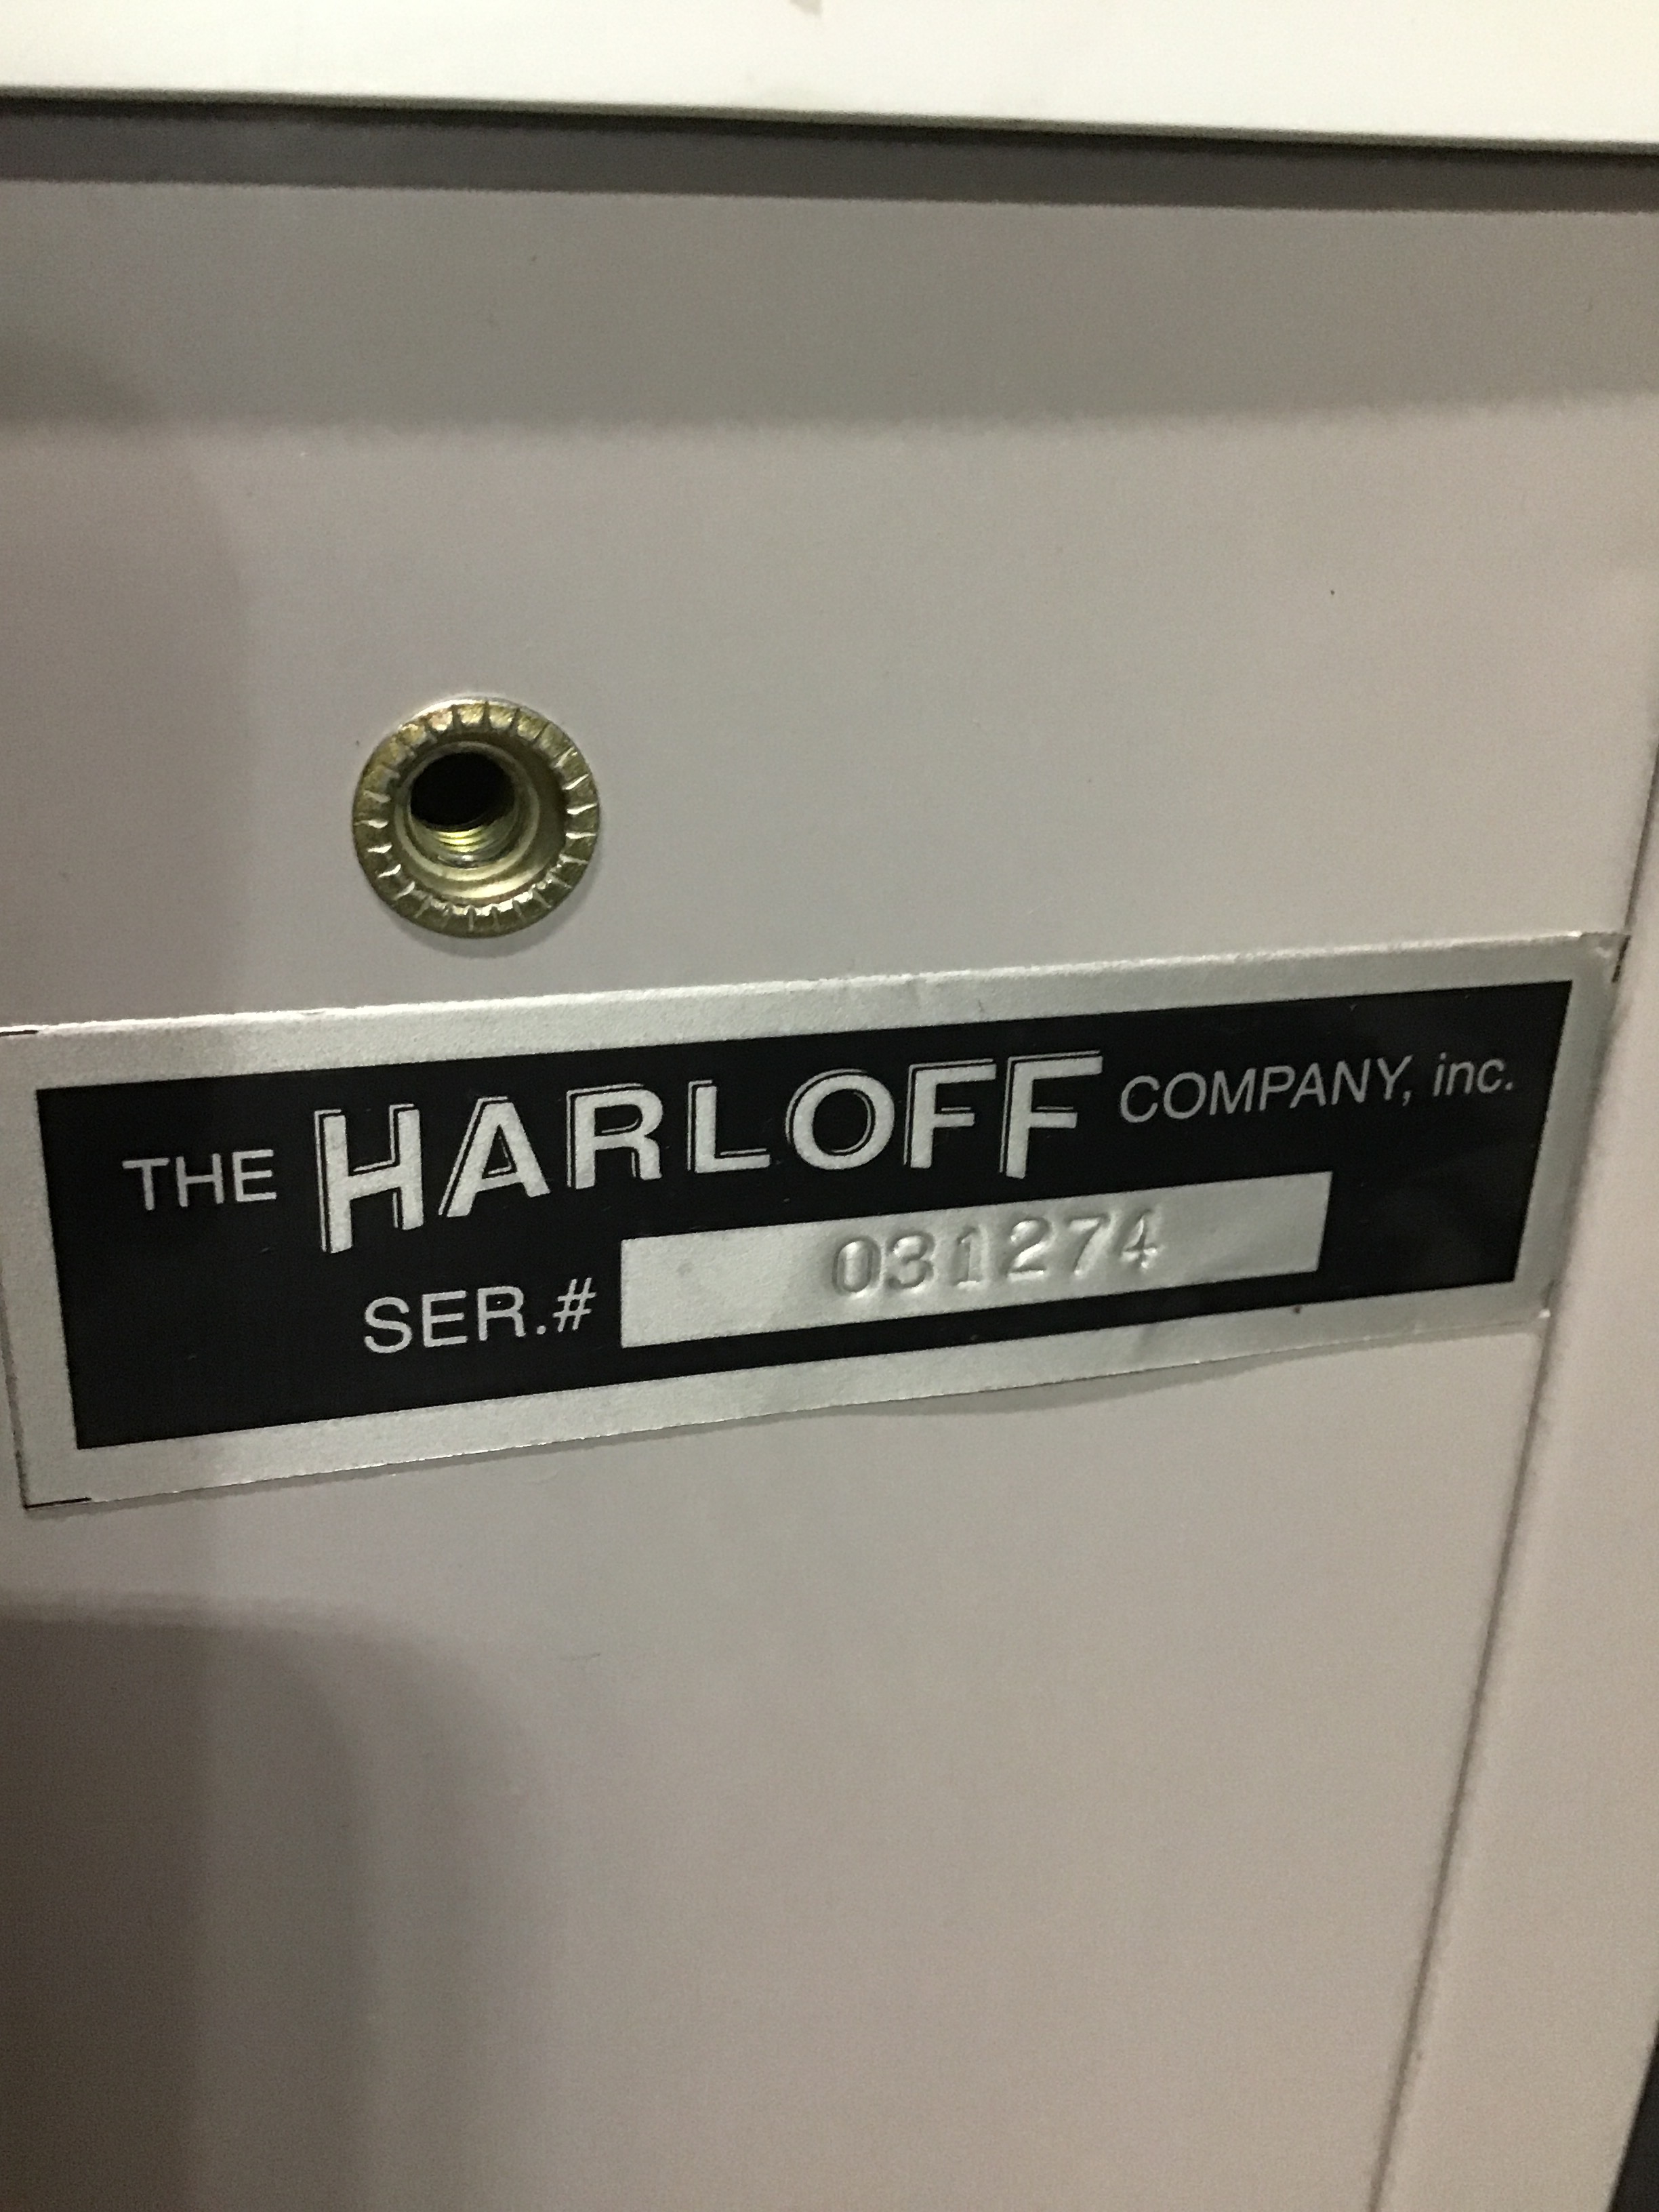 THE HARLOFF COMPANY, inc.
SER.# 031274